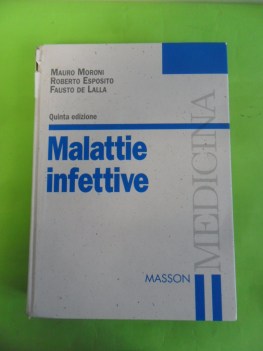 MAURO MORONI
ROBERTO ESPOSITO
FAUSTO DE LALLA
Quinta edizione
Malattie
infettive
MEDICINA
MASSON